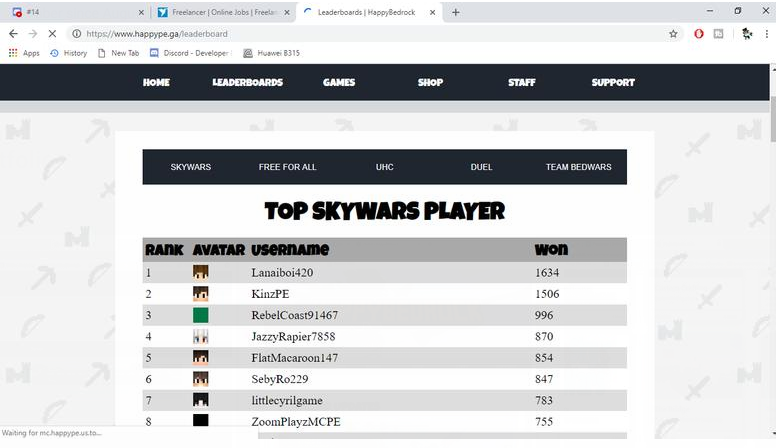 #14
Freelancer | Online Jobs | Freelan
Leaderboards | HappyBedrock
https://www.happype.ga/leaderboard
Apps History New Tab Discord - Developer Huawei B315
HOME LEADERBOARDS GAMES SHOP STAFF SUPPORT
SKYWARS FREE FOR ALL UHC DUEL TEAM BEDWARS
TOP SKYWARS PLAYER
RANK AVATAR USERNAME WON
1 Lanaiboi420 1634
2 KinzPE 1506
3 RebelCoast91467 996
4 JazzyRapier7858 870
5 FlatMacaroon147 854
6 SebyRo229 847
7 littlecyrilgame 783
8 ZoomPlayzMCPE 755
Waiting for mc.happype.us.to...